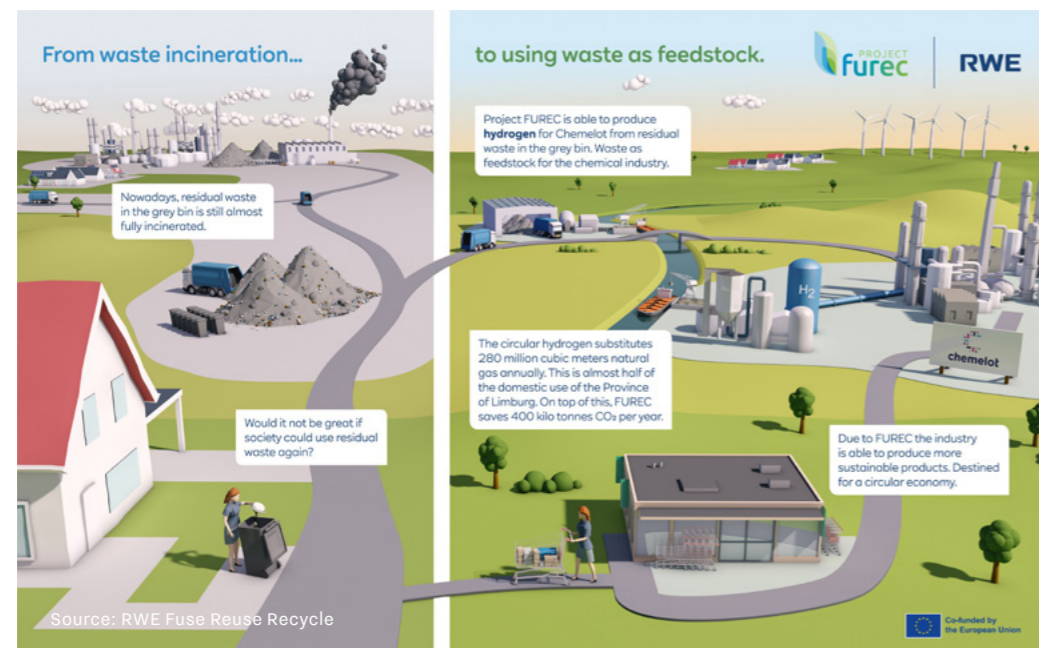 From waste incineration...
to using waste as feedstock.
PROJECT
furec
RWE
Project FUREC is able to produce
hydrogen for Chemelot from residual
waste in the grey bin. Waste as
feedstock for the chemical industry.
Nowadays, residual waste
in the grey bin is still almost
fully incinerated.
H2
chemelot
The circular hydrogen substitutes
280 million cubic meters natural
gas annually. This is almost half of
the domestic use of the Province
of Limburg. On top of this, FUREC
saves 400 kilo tonnes CO₂ per year.
Would it not be great if
society could use residual
waste again?
Due to FUREC the industry
is able to produce more
sustainable products. Destined
for a circular economy.
Source: RWE Fuse Reuse Recycle
Co-funded by
the European Union